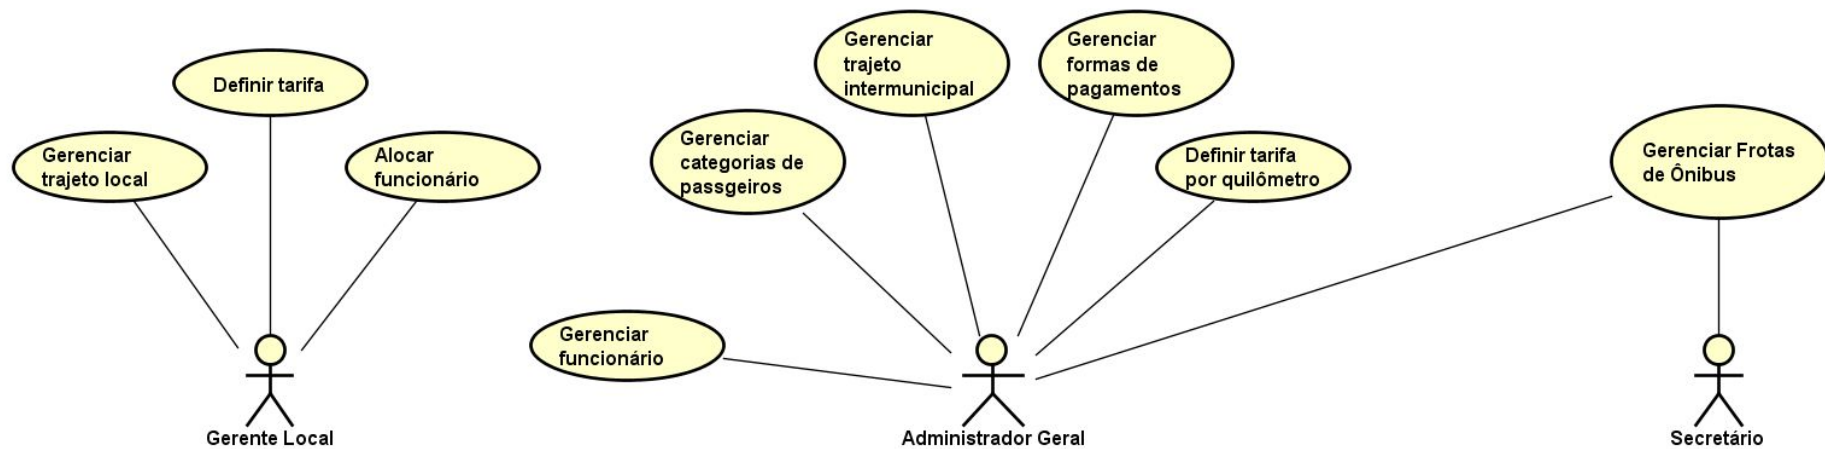 Definir tarifa
Gerenciar
trajeto local
Alocar
funcionário
Gerente Local
Gerenciar
trajeto
intermunicipal
Gerenciar
formas de
pagamentos
Gerenciar
categorias de
passgeiros
Definir tarifa
por quilômetro
Gerenciar
funcionário
Administrador Geral
Gerenciar Frotas
de Ônibus
Secretário